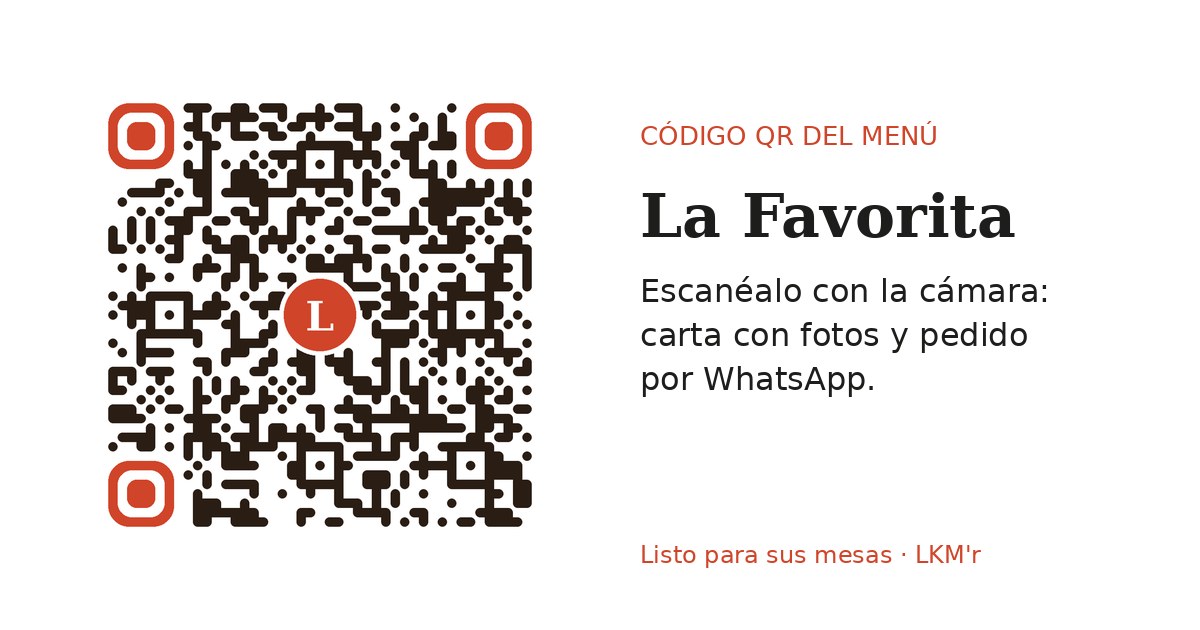 CÓDIGO QR DEL MENÚ
La Favorita
Escanéalo con la cámara:
carta con fotos y pedido
por WhatsApp.
L
Listo para sus mesas · LKM'r